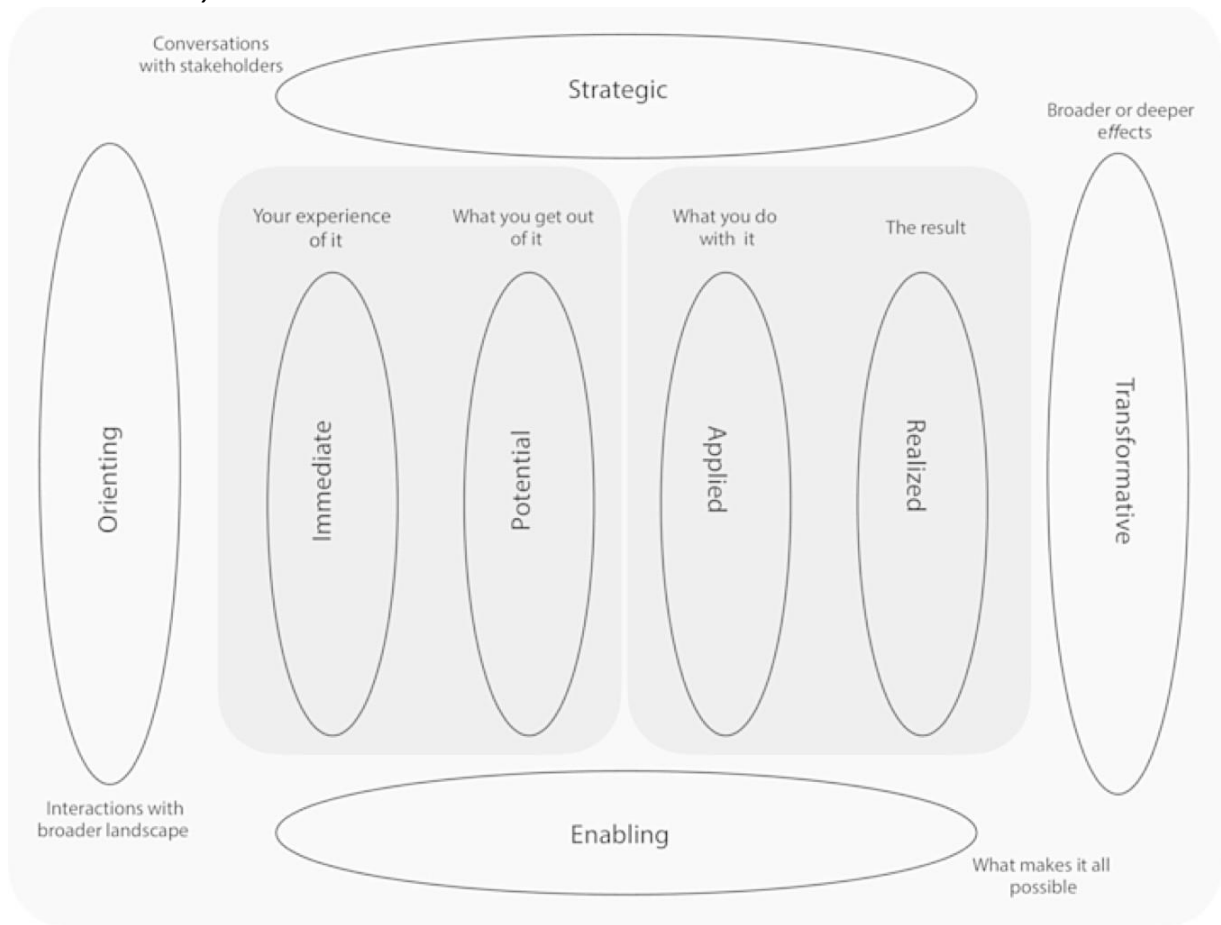 Conversations
with stakeholders
Strategic
Broader or deeper
effects
Your experience
of it
What you get out
of it
What you do
with it
The result
Orienting
Immediate
Potential
Applied
Realized
Transformative
Interactions with
broader landscape
Enabling
What makes it all
possible